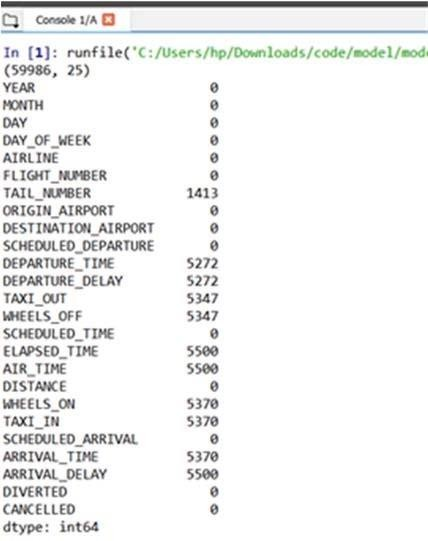 Console 1/A
In [1]: runfile('C:/Users/hp/Downloads/code/model/mod
(59986, 25)
YEAR 0
MONTH 0
DAY 0
DAY_OF_WEEK 0
AIRLINE 0
FLIGHT_NUMBER 0
TAIL_NUMBER 1413
ORIGIN_AIRPORT 0
DESTINATION_AIRPORT 0
SCHEDULED_DEPARTURE 0
DEPARTURE_TIME 5272
DEPARTURE_DELAY 5272
TAXI_OUT 5347
WHEELS_OFF 5347
SCHEDULED_TIME 0
ELAPSED_TIME 5500
AIR_TIME 5500
DISTANCE 0
WHEELS_ON 5370
TAXI_IN 5370
SCHEDULED_ARRIVAL 0
ARRIVAL_TIME 5370
ARRIVAL_DELAY 5500
DIVERTED 0
CANCELLED 0
dtype: int64